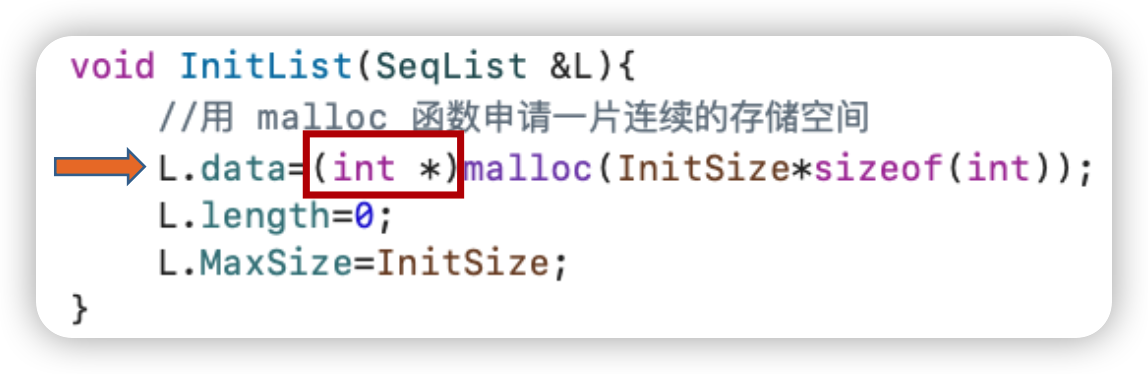 void InitList(SeqList &L){
//用 malloc 函数申请一片连续的存储空间
L.data=(int *)malloc(InitSize*sizeof(int));
L.length=0;
L.MaxSize=InitSize;
}